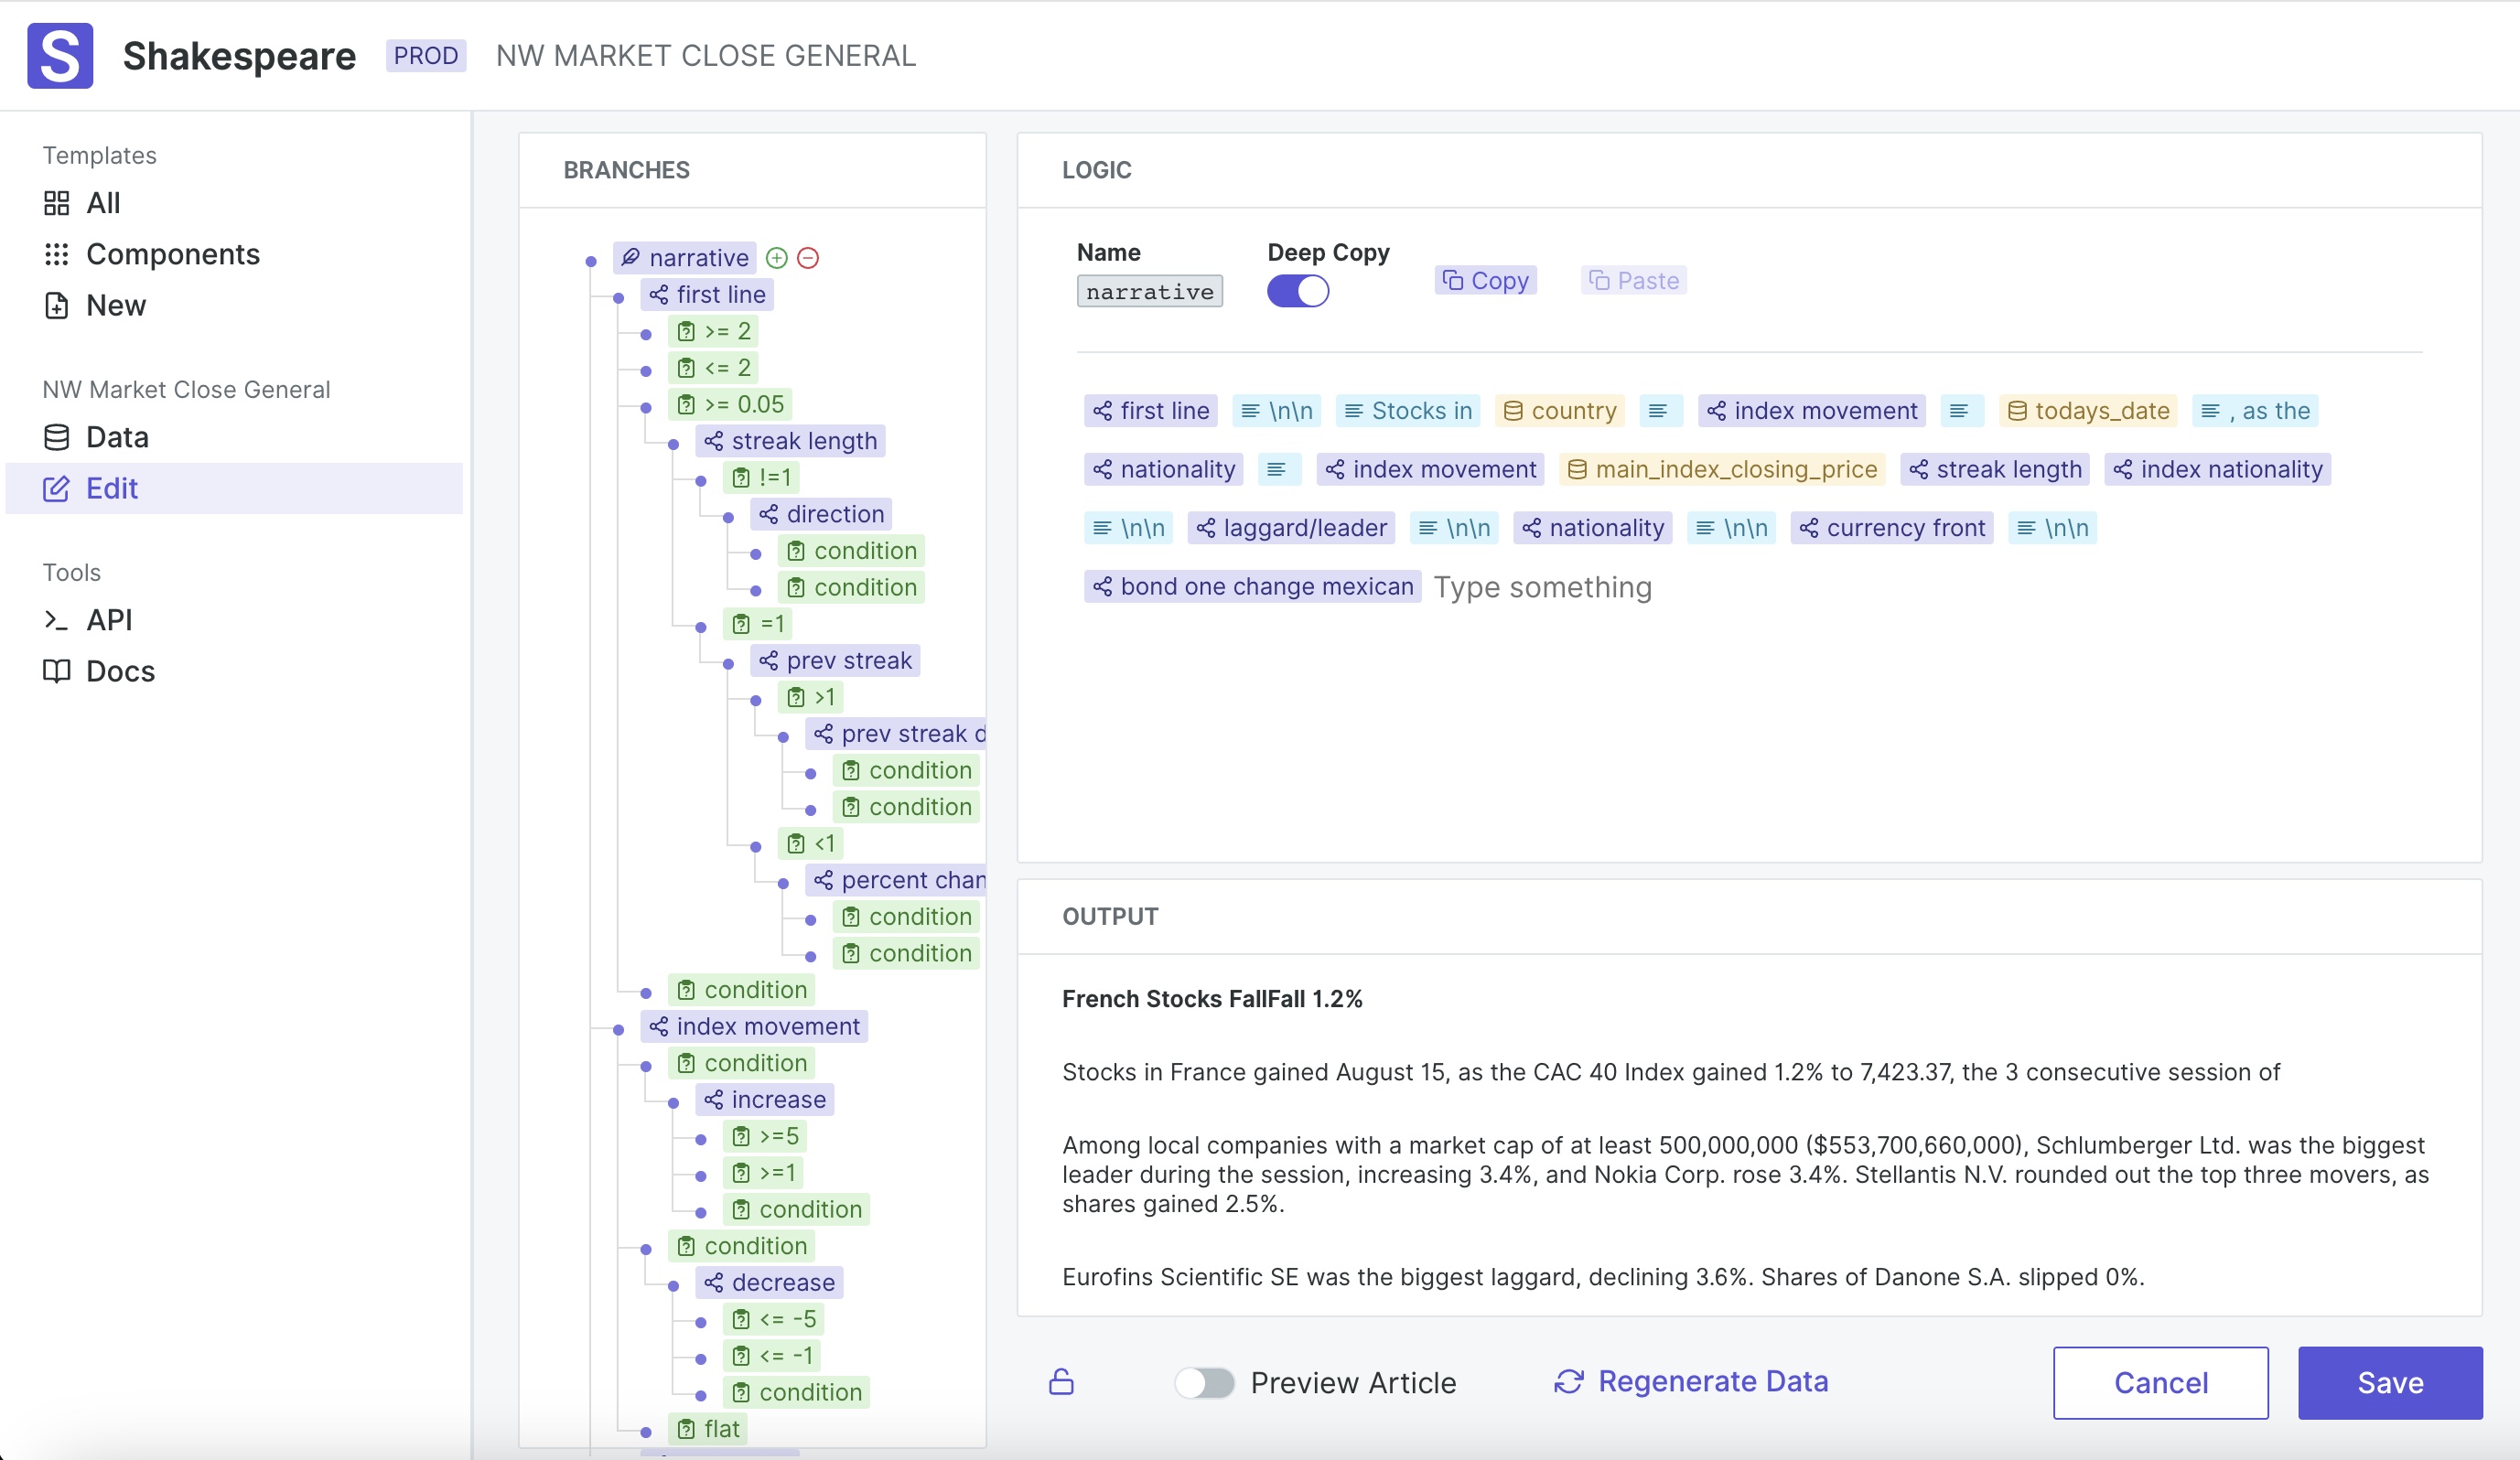 S Shakespeare PROD NW MARKET CLOSE GENERAL
Templates
All
Components
New
NW Market Close General
Data
Edit
Tools
API
Docs
BRANCHES
narrative
first line
>= 2
<= 2
>= 0.05
streak length
!=1
direction
condition
condition
=1
prev streak
>1
prev streak d
condition
condition
<1
percent chan
condition
condition
condition
index movement
condition
increase
>=5
>=1
condition
condition
decrease
<= -5
<= -1
condition
flat
LOGIC
Name Deep Copy
narrative Copy Paste
first line \n\n Stocks in country index movement todays_date , as the
nationality index movement main_index_closing_price streak length index nationality
\n\n laggard/leader \n\n nationality \n\n currency front \n\n
bond one change mexican Type something
OUTPUT
French Stocks FallFall 1.2%
Stocks in France gained August 15, as the CAC 40 Index gained 1.2% to 7,423.37, the 3 consecutive session of
Among local companies with a market cap of at least 500,000,000 ($553,700,660,000), Schlumberger Ltd. was the biggest
leader during the session, increasing 3.4%, and Nokia Corp. rose 3.4%. Stellantis N.V. rounded out the top three movers, as
shares gained 2.5%.
Eurofins Scientific SE was the biggest laggard, declining 3.6%. Shares of Danone S.A. slipped 0%.
Preview Article Regenerate Data Cancel Save